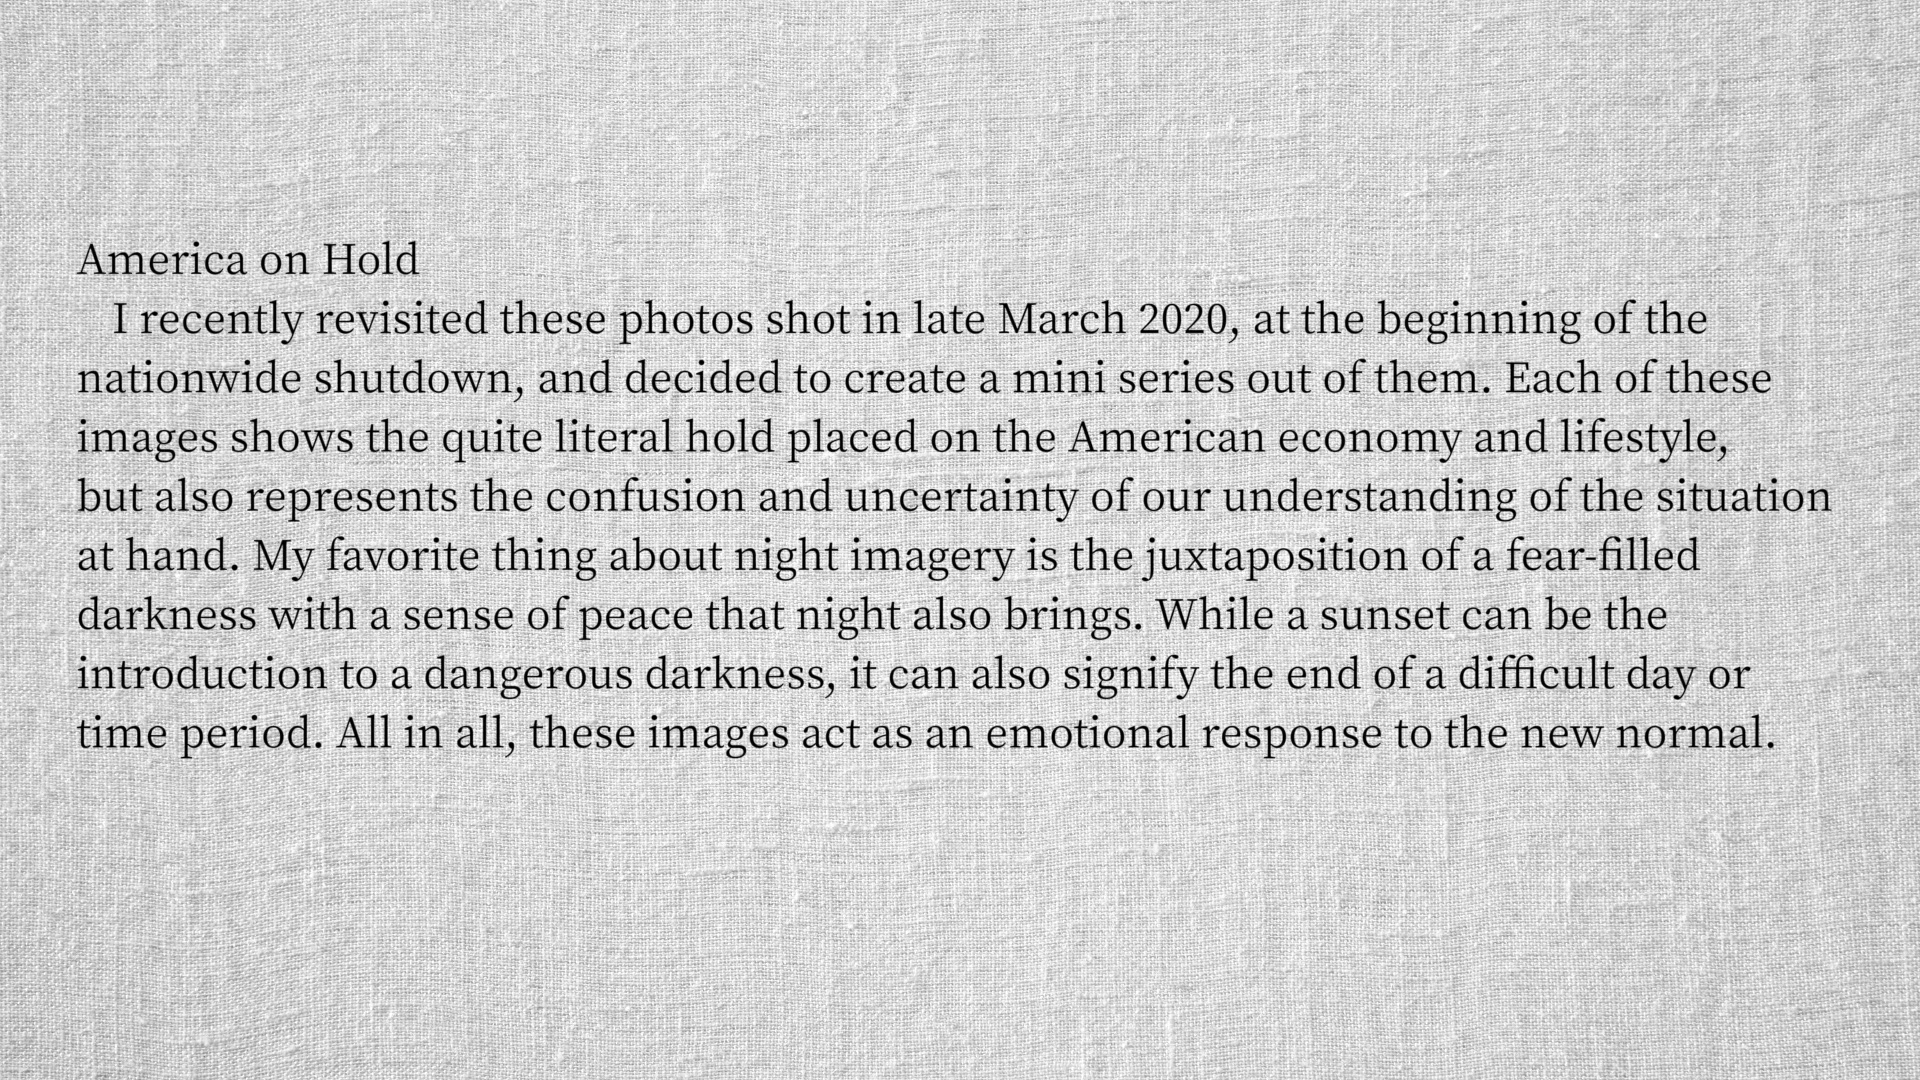 America on Hold
I recently revisited these photos shot in late March 2020, at the beginning of the
nationwide shutdown, and decided to create a mini series out of them. Each of these
images shows the quite literal hold placed on the American economy and lifestyle,
but also represents the confusion and uncertainty of our understanding of the situation
at hand. My favorite thing about night imagery is the juxtaposition of a fear-filled
darkness with a sense of peace that night also brings. While a sunset can be the
introduction to a dangerous darkness, it can also signify the end of a difficult day or
time period. All in all, these images act as an emotional response to the new normal.